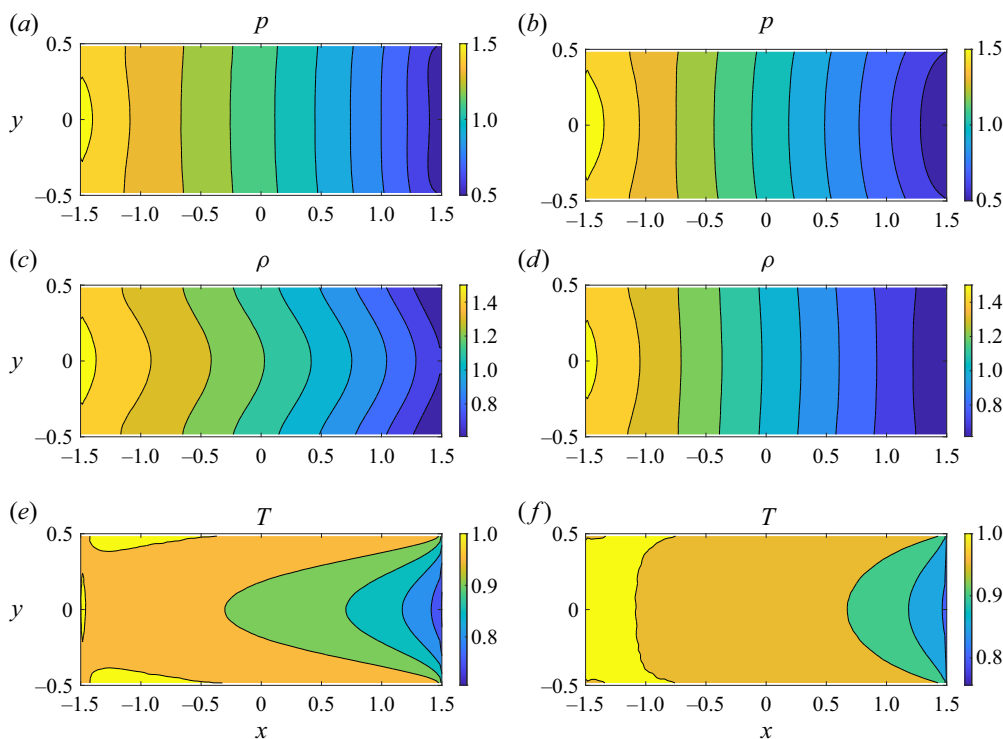 (a) p (b) p
0.5 1.5 0.5 1.5
y 0 1.0 0 1.0
–0.5 0.5 –0.5 0.5
–1.5 –1.0 –0.5 0 0.5 1.0 1.5 –1.5 –1.0 –0.5 0 0.5 1.0 1.5
(c) ρ (d) ρ
0.5 0.5
1.4 1.4
1.2 1.2
y 0 0
1.0 1.0
0.8 0.8
–0.5 –0.5
–1.5 –1.0 –0.5 0 0.5 1.0 1.5 –1.5 –1.0 –0.5 0 0.5 1.0 1.5
(e) T (f) T
0.5 1.0 0.5 1.0
0.9 0.9
y 0 0
0.8 0.8
–0.5 –0.5
–1.5 –1.0 –0.5 0 0.5 1.0 1.5 –1.5 –1.0 –0.5 0 0.5 1.0 1.5
x x